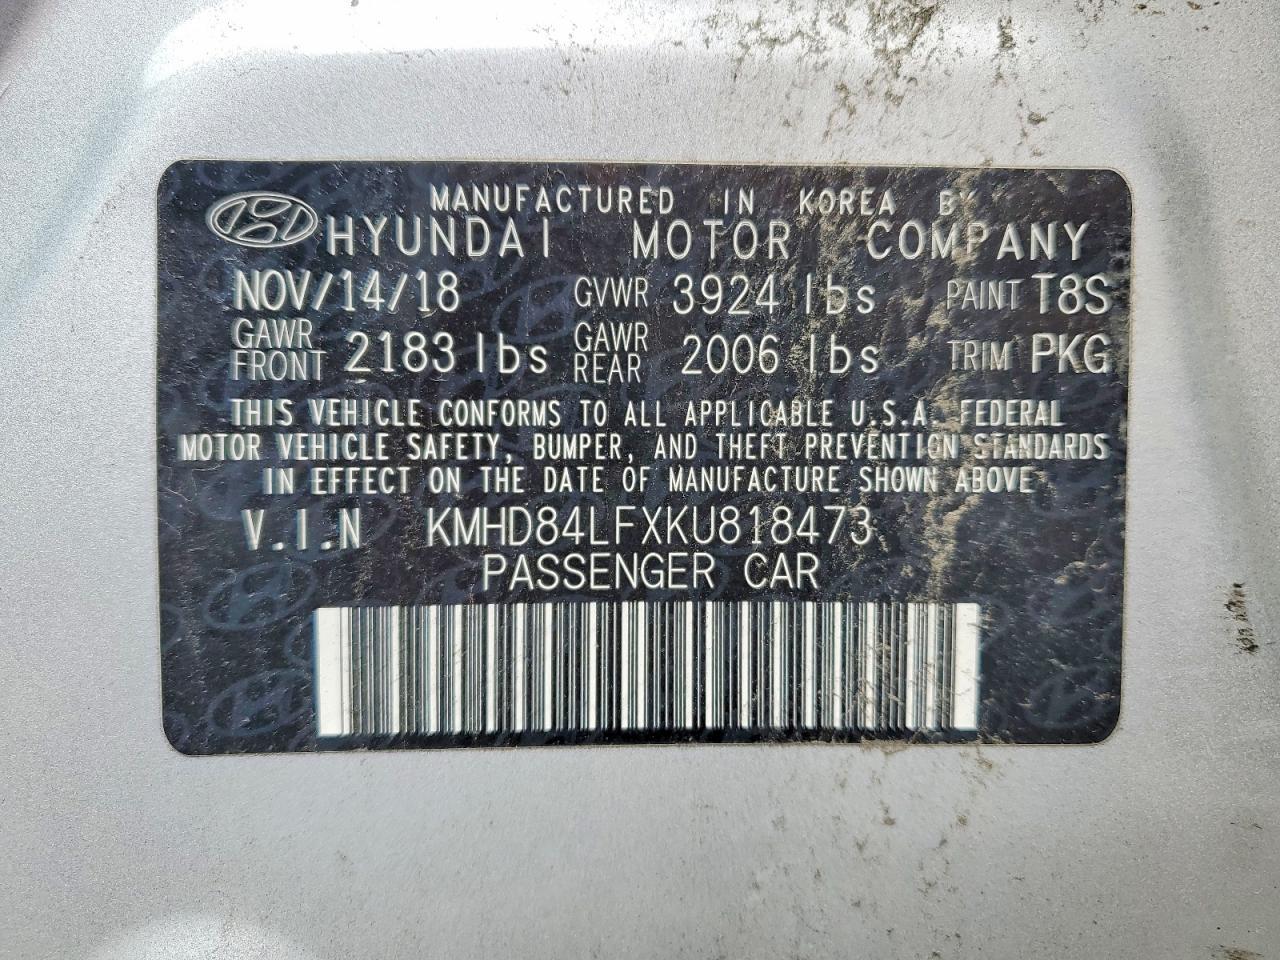 MANUFACTURED IN KOREA BY
HYUNDAI MOTOR COMPANY
NOV/14/18 GVWR 3924 lbs PAINT T8S
GAWR FRONT 2183 lbs GAWR REAR 2006 lbs TRIM PKG
THIS VEHICLE CONFORMS TO ALL APPLICABLE U.S.A. FEDERAL
MOTOR VEHICLE SAFETY, BUMPER, AND THEFT PREVENTION STANDARDS
IN EFFECT ON THE DATE OF MANUFACTURE SHOWN ABOVE
V.I.N KMHD84LFXKU818473
PASSENGER CAR